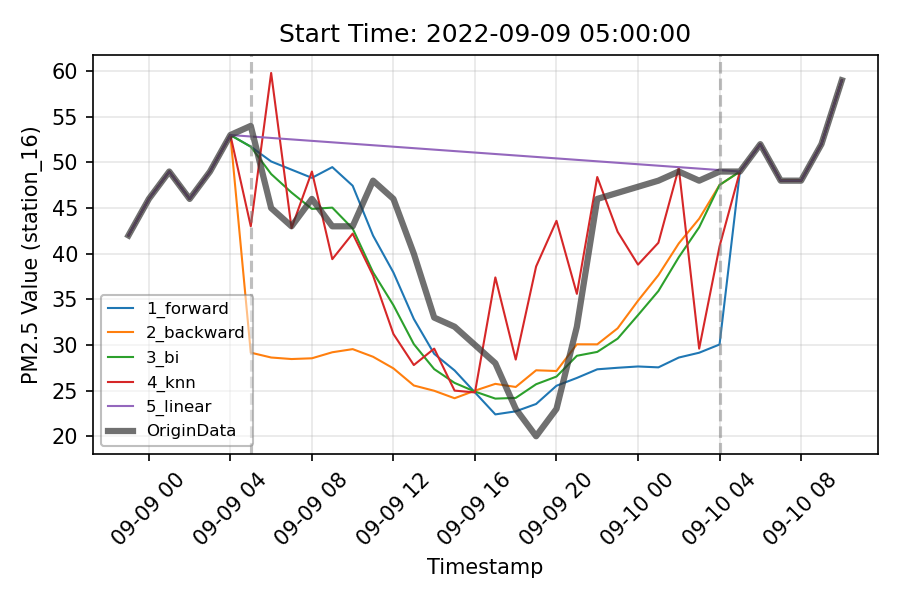 Start Time: 2022-09-09 05:00:00
PM2.5 Value (station_16)
60
55
50
45
40
35
30
25
20
1_forward
2_backward
3_bi
4_knn
5_linear
OriginData
09-09 00
09-09 04
09-09 08
09-09 12
09-09 16
09-09 20
09-10 00
09-10 04
09-10 08
Timestamp